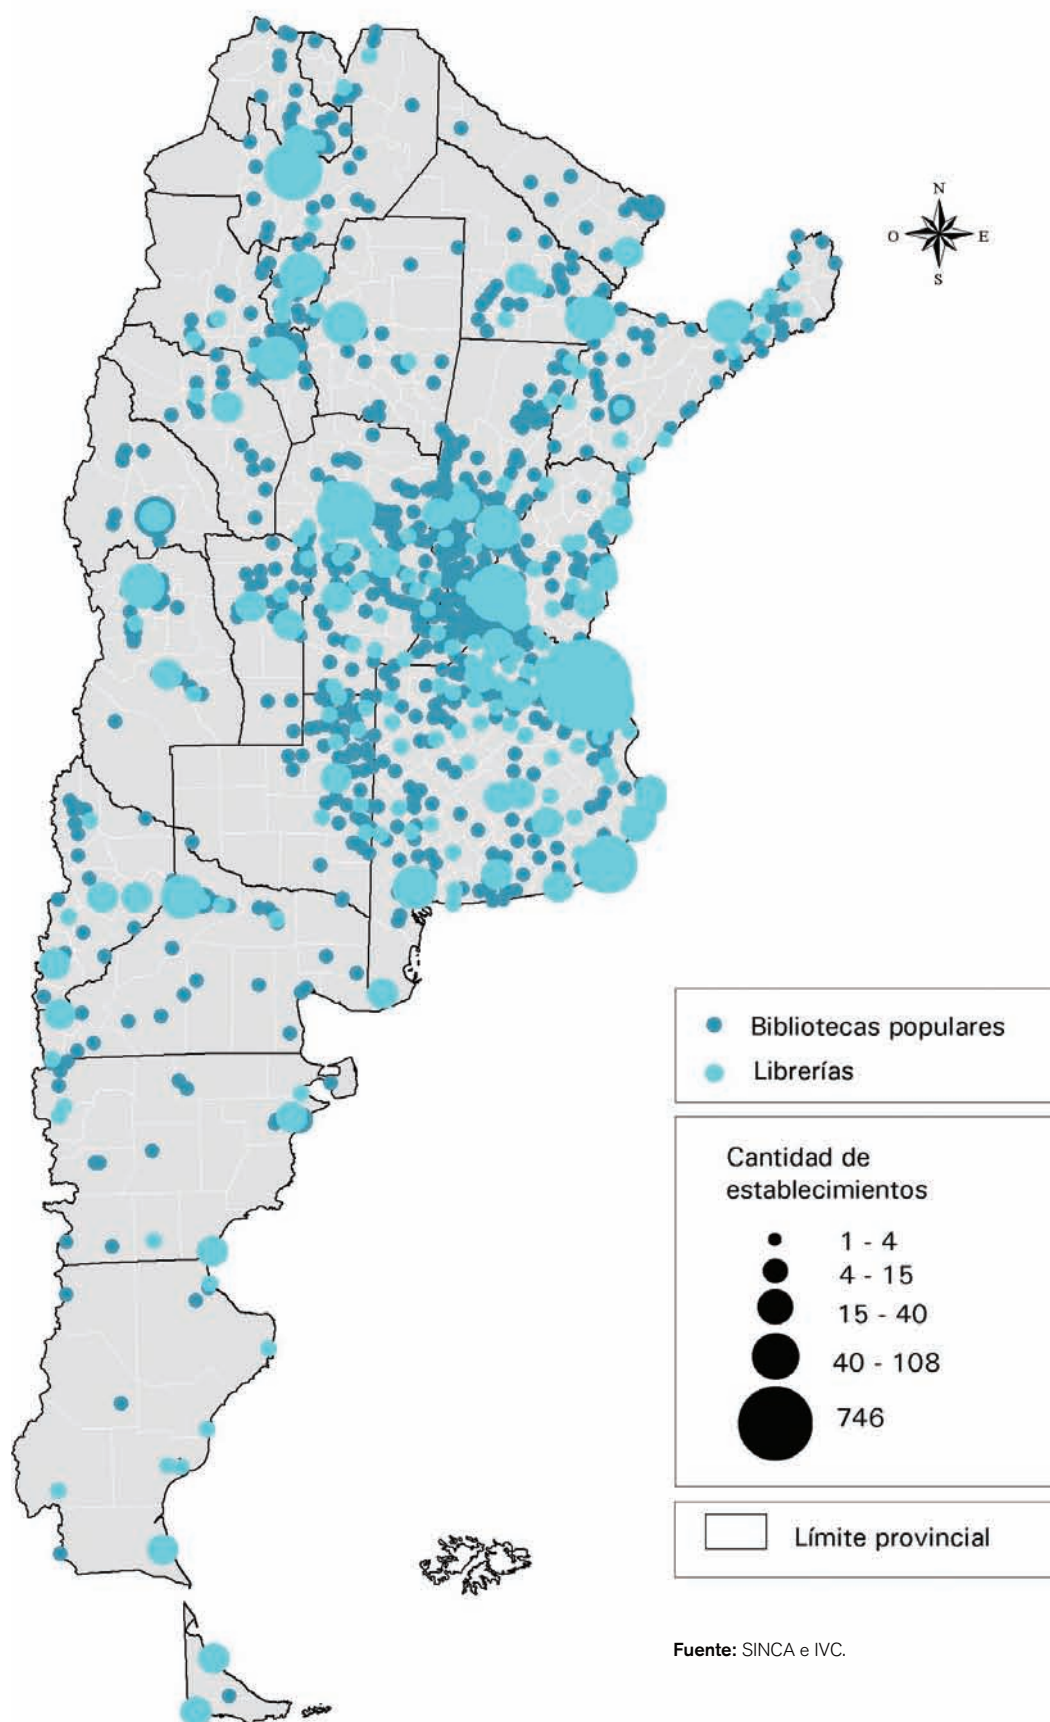 N
O
E
S
Bibliotecas populares
Librerías
Cantidad de
establecimientos
1 - 4
4 - 15
15 - 40
40 - 108
746
Límite provincial
Fuente: SINCA e IVC.